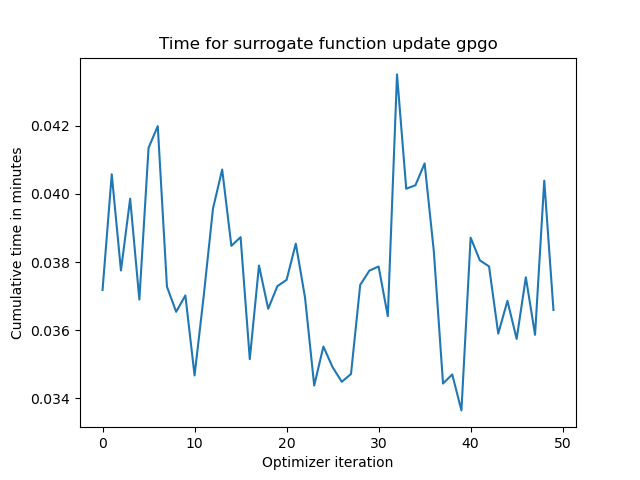 Time for surrogate function update gpgo
Cumulative time in minutes
0.042
0.040
0.038
0.036
0.034
0 10 20 30 40 50
Optimizer iteration